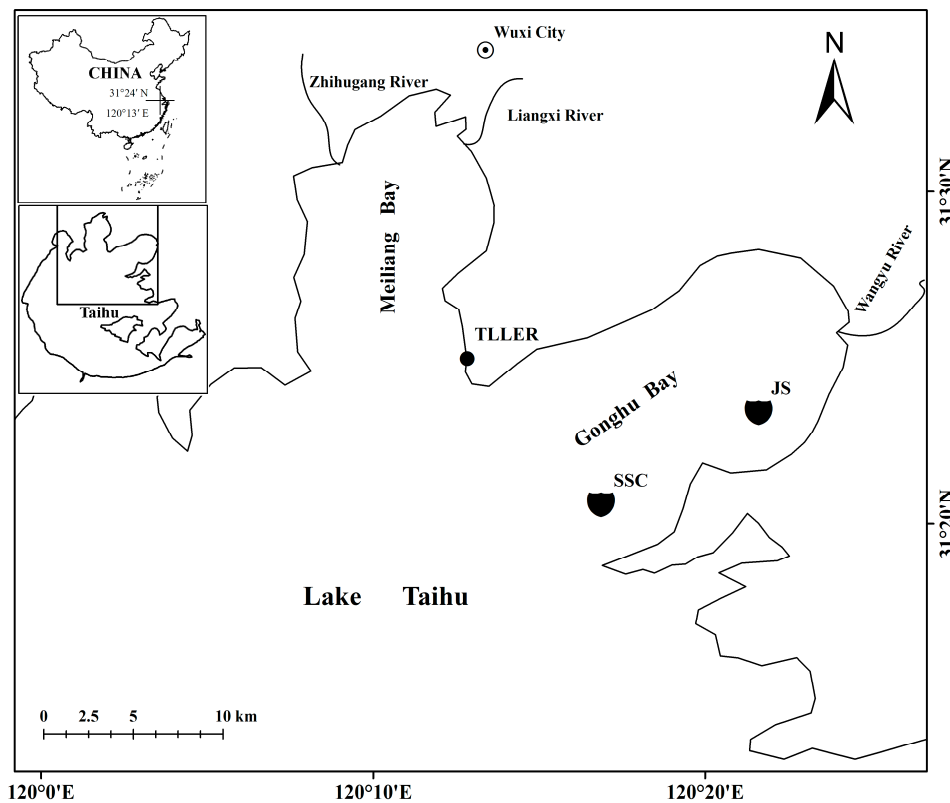 Wuxi City
N
CHINA
31°24′ N
120°13′ E
Zhihugang River
Liangxi River
31°30'N
Meiliang Bay
Wangyu River
Taihu
TLLER
JS
Gonghu Bay
SSC
31°20'N
Lake Taihu
0 2.5 5 10 km
120°0'E 120°10'E 120°20'E